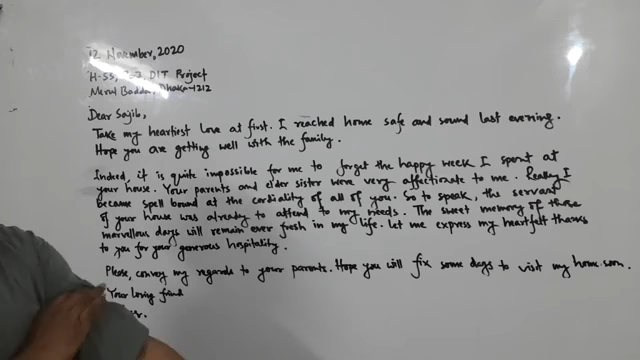 12 November, 2020
H-53, DIT Project
Merul Badda, Dhaka-1212
Dear Sajib,
Take my heartiest love at first. I reached home safe and sound last evening.
Hope you are getting well with the family.
Indeed, it is quite impossible for me to forget the happy week I spent at
your house. Your parents and elder sister were very affectionate to me. Really I
became spell bound at the cordiality of all of you. So to speak, the servant
of your house was already to attend to my needs. The sweet memory of those
marvellous days will remain ever fresh in my life. Let me express my heartfelt thanks
to you for your generous hospitality.
Please, convey my regards to your parents. Hope you will fix some days to visit my home soon.
Your loving friend